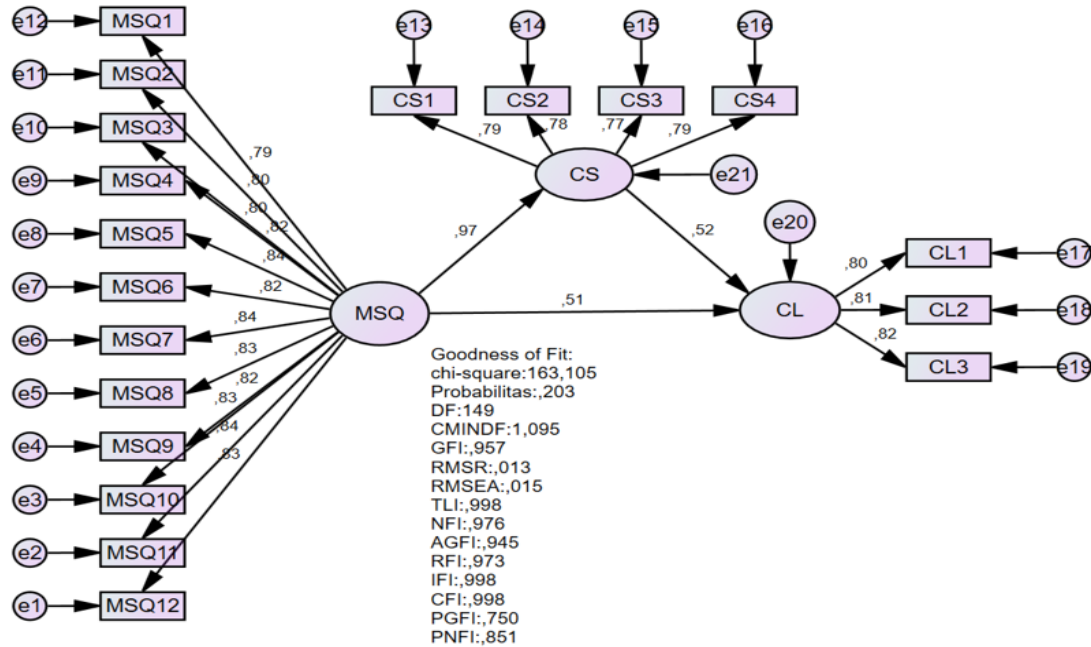 e12 MSQ1
e11 MSQ2
e10 MSQ3
e9 MSQ4
e8 MSQ5
e7 MSQ6
e6 MSQ7
e5 MSQ8
e4 MSQ9
e3 MSQ10
e2 MSQ11
e1 MSQ12
,79
,80
,80
,82
,84
,82
,84
,83
,82
,83
,84
,83
MSQ
e13 e14 e15 e16
CS1 CS2 CS3 CS4
,79 ,78 ,77 ,79
CS
e21
,97
,52
,51
e20
CL
,80
,81
,82
CL1 e17
CL2 e18
CL3 e19
Goodness of Fit:
chi-square:163,105
Probabilitas:,203
DF:149
CMINDF:1,095
GFI:,957
RMSR:,013
RMSEA:,015
TLI:,998
NFI:,976
AGFI:,945
RFI:,973
IFI:,998
CFI:,998
PGFI:,750
PNFI:,851